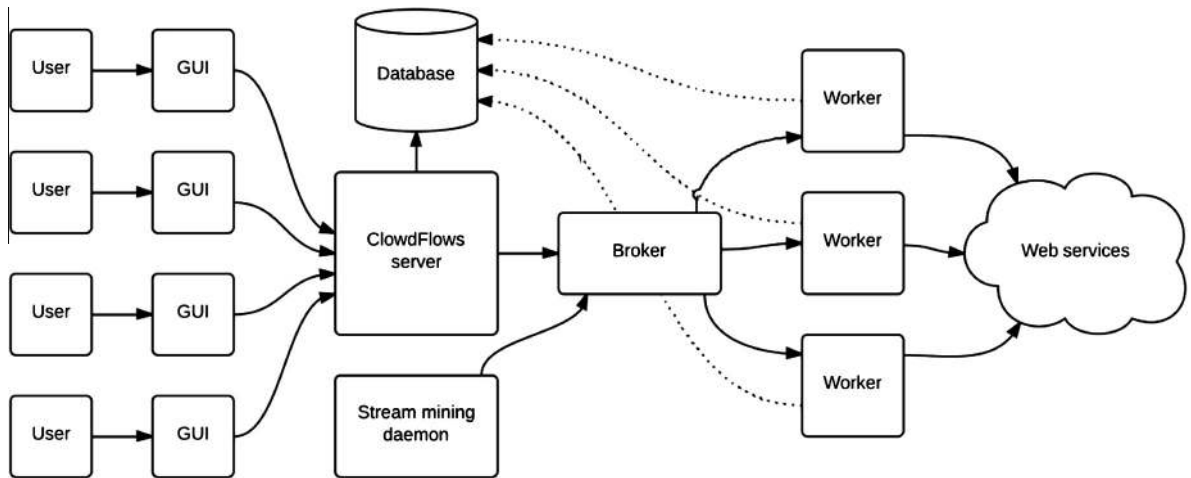 User
GUI
User
GUI
User
GUI
User
GUI
Database
ClowdFlows
server
Stream mining
daemon
Broker
Worker
Worker
Worker
Web services